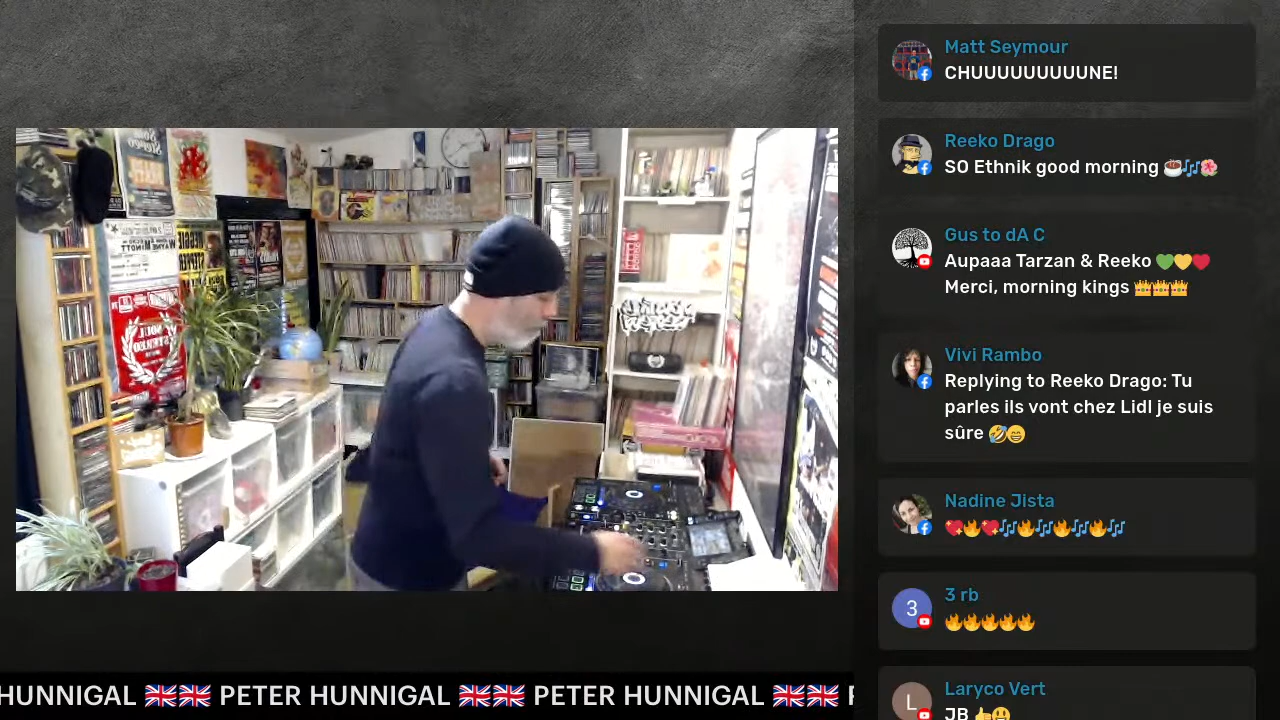 Matt Seymour
CHUUUUUUUUUNE!
Reeko Drago
SO Ethnik good morning ☕🎶🌺
Gus to dA C
Aupaaa Tarzan & Reeko 💚💛❤️
Merci, morning kings 👑👑👑
Vivi Rambo
Replying to Reeko Drago: Tu
parles ils vont chez Lidl je suis
sûre 🤣😁
Nadine Jista
💖🔥💖🎶🔥🎶🔥🎶🔥🎶
3 rb
🔥🔥🔥🔥🔥
Laryco Vert
JB 👍😃
HUNNIGAL 🇬🇧🇬🇧 PETER HUNNIGAL 🇬🇧🇬🇧 PETER HUNNIGAL 🇬🇧🇬🇧